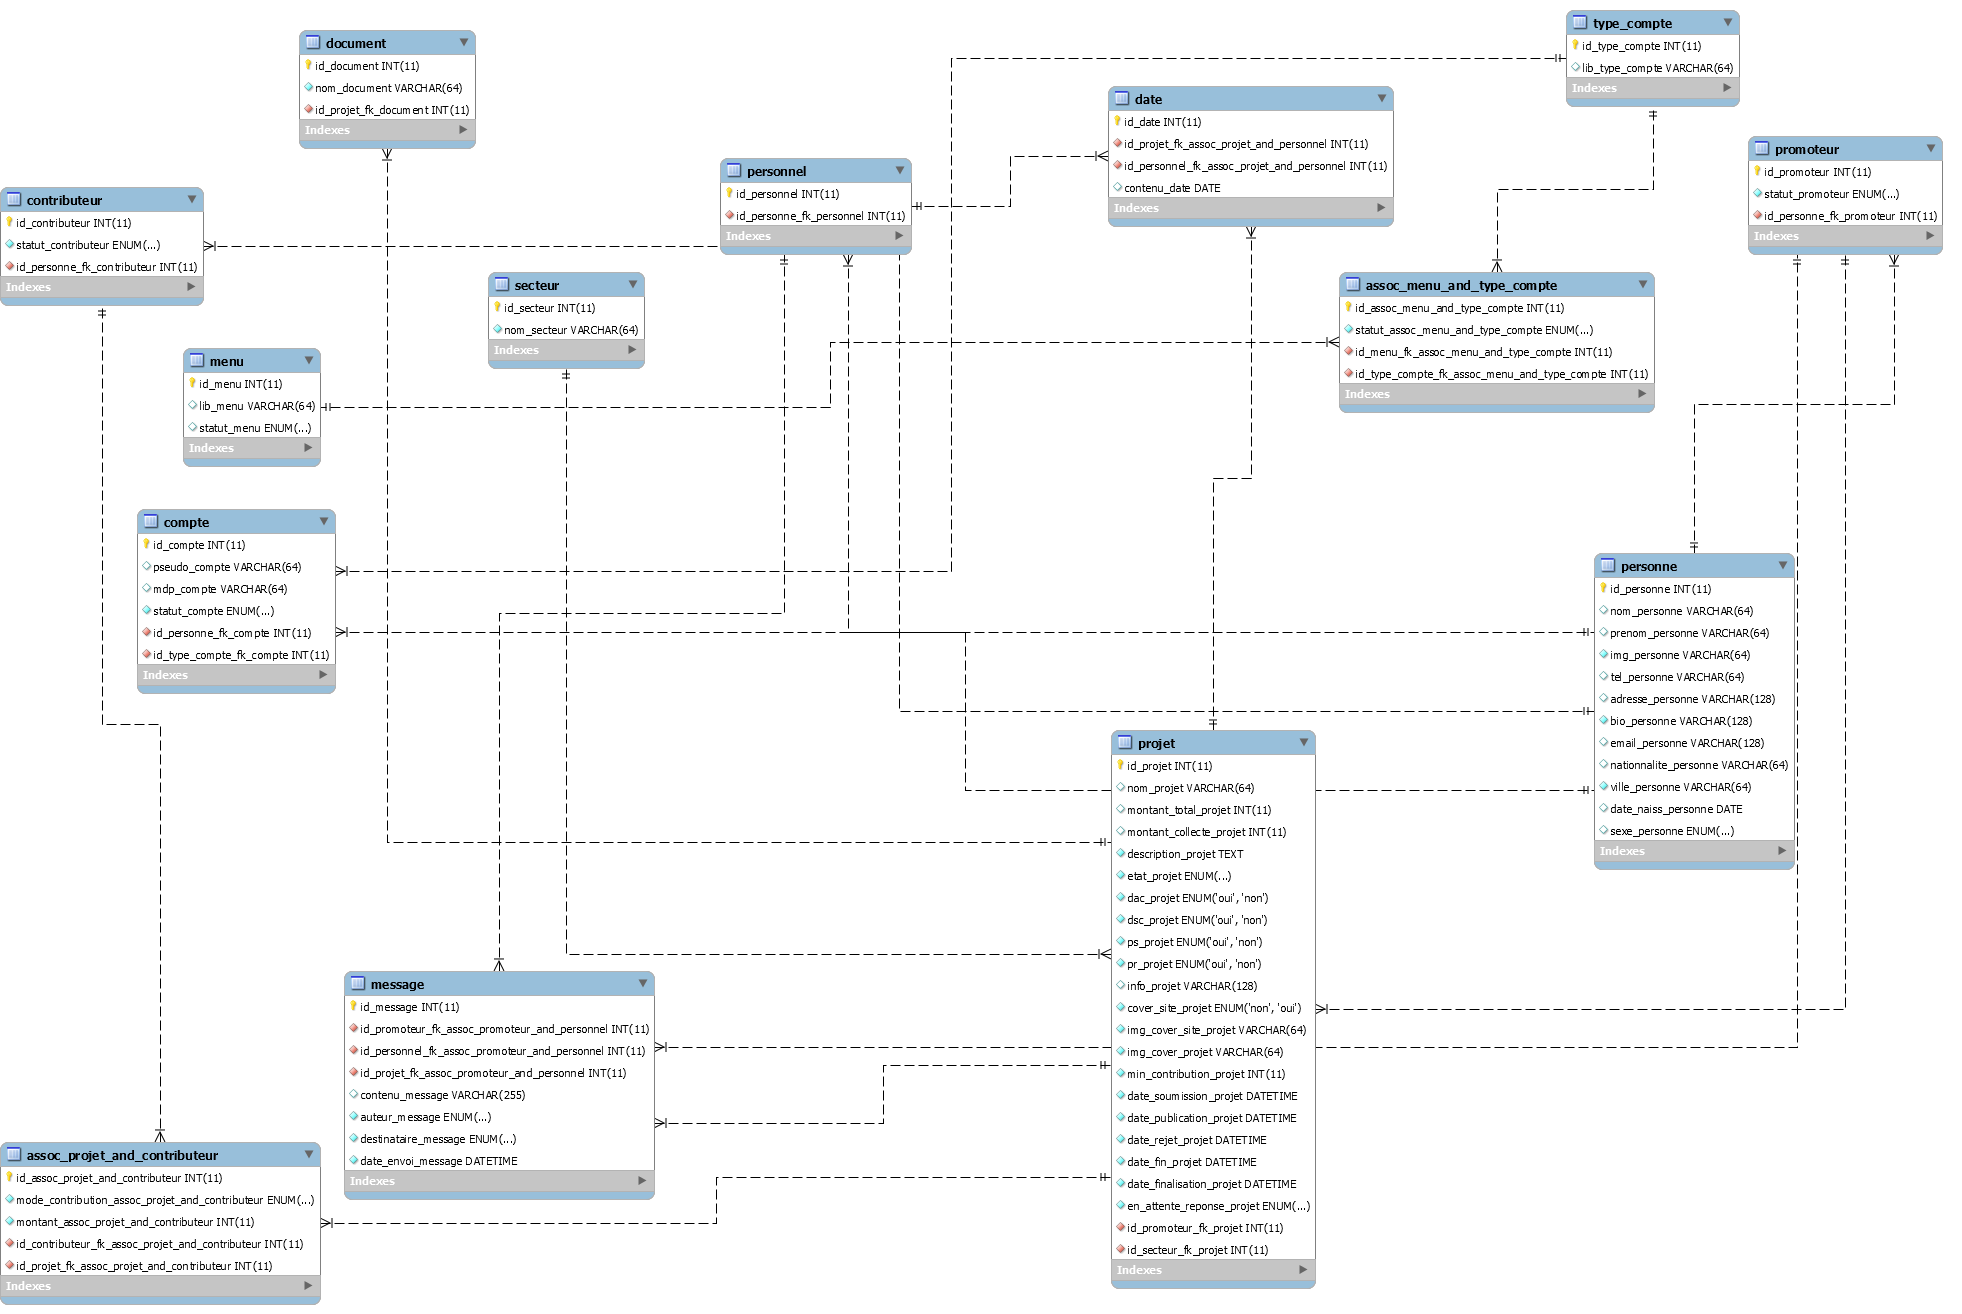 document
id_document INT(11)
nom_document VARCHAR(64)
id_projet_fk_document INT(11)
Indexes
type_compte
id_type_compte INT(11)
lib_type_compte VARCHAR(64)
Indexes
date
id_date INT(11)
id_projet_fk_assoc_projet_and_personnel INT(11)
id_personnel_fk_assoc_projet_and_personnel INT(11)
contenu_date DATE
Indexes
promoteur
id_promoteur INT(11)
statut_promoteur ENUM(...)
id_personne_fk_promoteur INT(11)
Indexes
personnel
id_personnel INT(11)
id_personne_fk_personnel INT(11)
Indexes
contributeur
id_contributeur INT(11)
statut_contributeur ENUM(...)
id_personne_fk_contributeur INT(11)
Indexes
secteur
id_secteur INT(11)
nom_secteur VARCHAR(64)
Indexes
assoc_menu_and_type_compte
id_assoc_menu_and_type_compte INT(11)
statut_assoc_menu_and_type_compte ENUM(...)
id_menu_fk_assoc_menu_and_type_compte INT(11)
id_type_compte_fk_assoc_menu_and_type_compte INT(11)
Indexes
menu
id_menu INT(11)
lib_menu VARCHAR(64)
statut_menu ENUM(...)
Indexes
compte
id_compte INT(11)
pseudo_compte VARCHAR(64)
mdp_compte VARCHAR(64)
statut_compte ENUM(...)
id_personne_fk_compte INT(11)
id_type_compte_fk_compte INT(11)
Indexes
personne
id_personne INT(11)
nom_personne VARCHAR(64)
prenom_personne VARCHAR(64)
img_personne VARCHAR(64)
tel_personne VARCHAR(64)
adresse_personne VARCHAR(128)
bio_personne VARCHAR(128)
email_personne VARCHAR(128)
nationnalite_personne VARCHAR(64)
ville_personne VARCHAR(64)
date_naiss_personne DATE
sexe_personne ENUM(...)
Indexes
projet
id_projet INT(11)
nom_projet VARCHAR(64)
montant_total_projet INT(11)
montant_collecte_projet INT(11)
description_projet TEXT
etat_projet ENUM(...)
dac_projet ENUM('oui', 'non')
dsc_projet ENUM('oui', 'non')
ps_projet ENUM('oui', 'non')
pr_projet ENUM('oui', 'non')
info_projet VARCHAR(128)
cover_site_projet ENUM('non', 'oui')
img_cover_site_projet VARCHAR(64)
img_cover_projet VARCHAR(64)
min_contribution_projet INT(11)
date_soumission_projet DATETIME
date_publication_projet DATETIME
date_rejet_projet DATETIME
date_fin_projet DATETIME
date_finalisation_projet DATETIME
en_attente_reponse_projet ENUM(...)
id_promoteur_fk_projet INT(11)
id_secteur_fk_projet INT(11)
Indexes
message
id_message INT(11)
id_promoteur_fk_assoc_promoteur_and_personnel INT(11)
id_personnel_fk_assoc_promoteur_and_personnel INT(11)
id_projet_fk_assoc_promoteur_and_personnel INT(11)
contenu_message VARCHAR(255)
auteur_message ENUM(...)
destinataire_message ENUM(...)
date_envoi_message DATETIME
Indexes
assoc_projet_and_contributeur
id_assoc_projet_and_contributeur INT(11)
mode_contribution_assoc_projet_and_contributeur ENUM(...)
montant_assoc_projet_and_contributeur INT(11)
id_contributeur_fk_assoc_projet_and_contributeur INT(11)
id_projet_fk_assoc_projet_and_contributeur INT(11)
Indexes